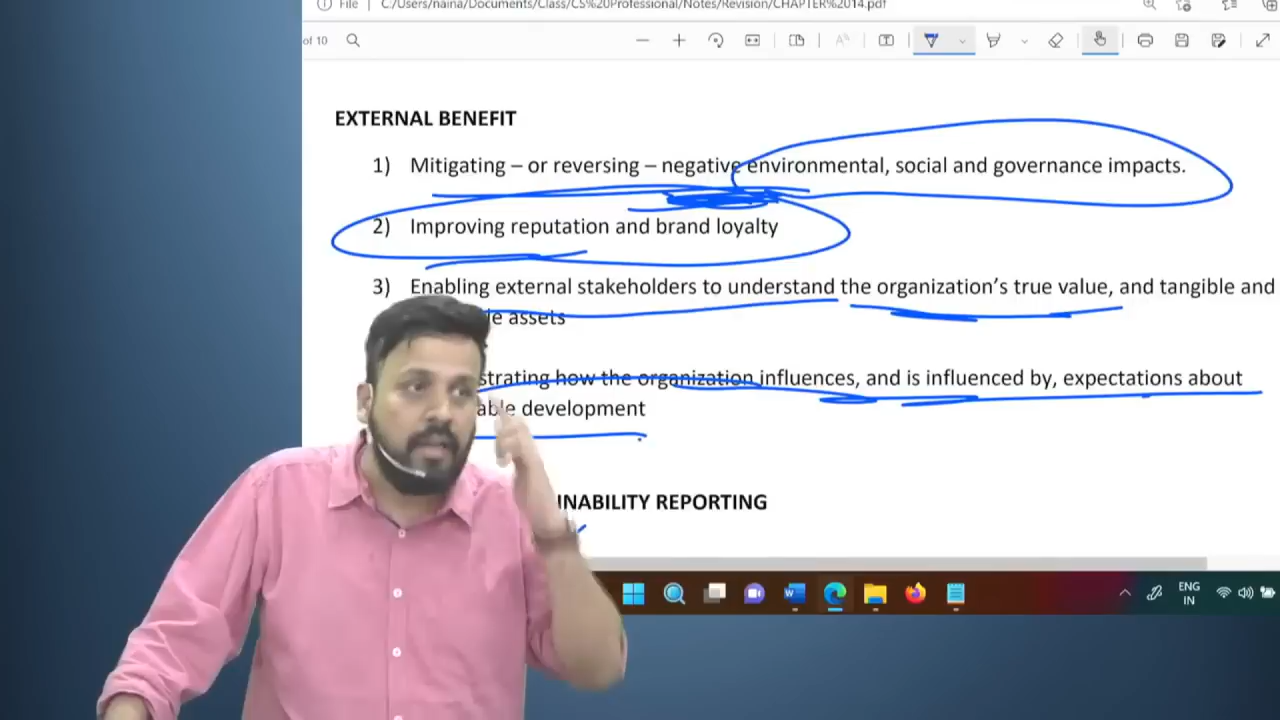 File | C:/Users/naina/Documents/Class/CS%20Professional/Notes/Revision/CHAPTER%2014.pdf
of 10
EXTERNAL BENEFIT
1) Mitigating – or reversing – negative environmental, social and governance impacts.
2) Improving reputation and brand loyalty
3) Enabling external stakeholders to understand the organization’s true value, and tangible and
assets
how the organization influences, and is influenced by, expectations about
development
REPORTING
ENG
IN